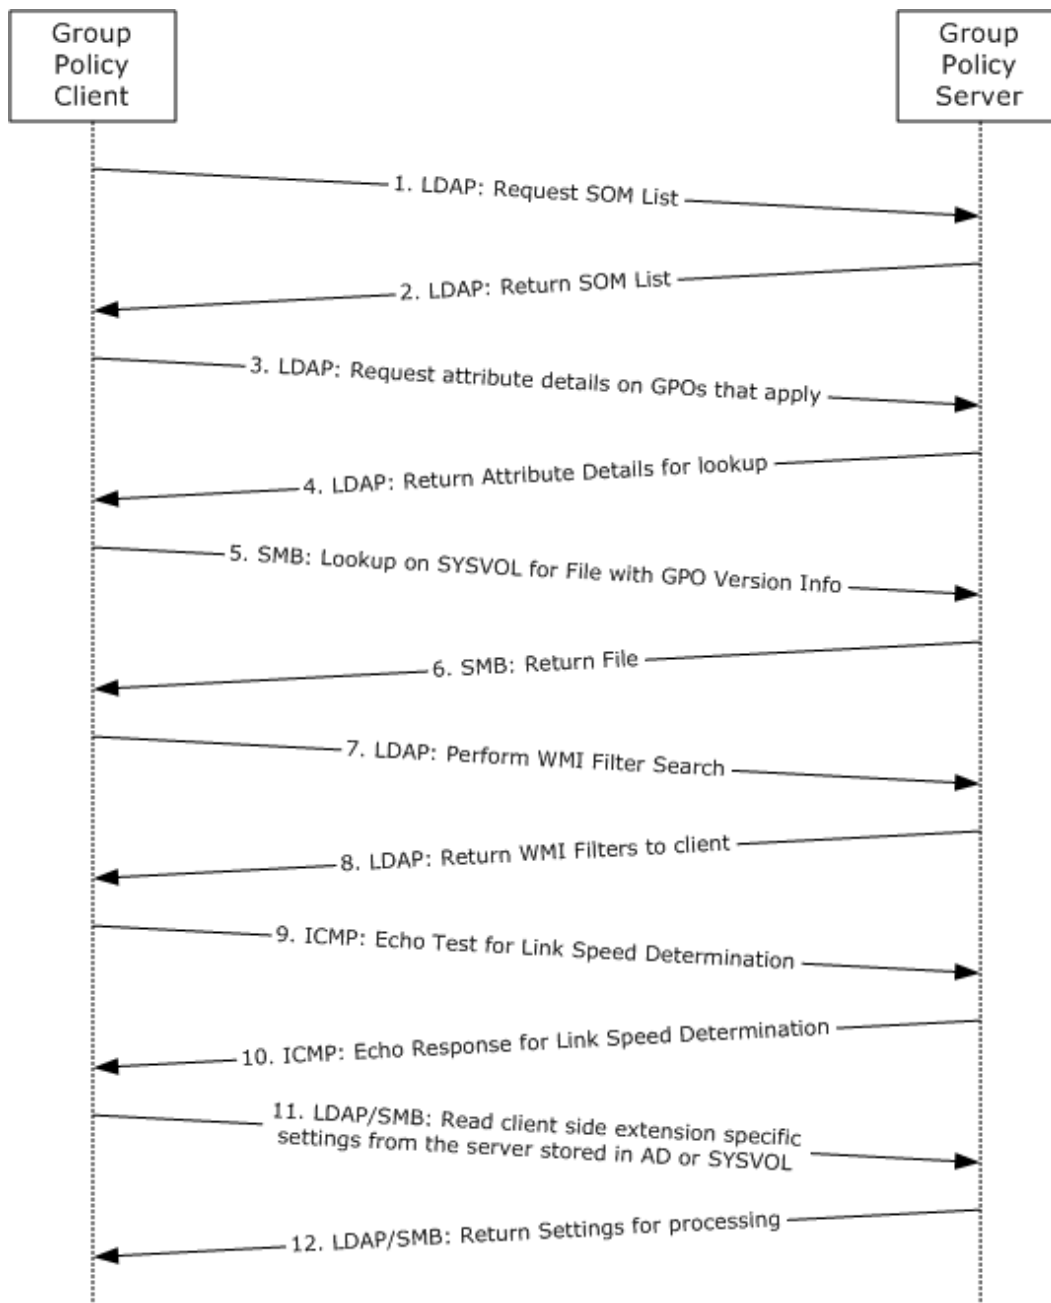 Group
Policy
Client
Group
Policy
Server
1. LDAP: Request SOM List
2. LDAP: Return SOM List
3. LDAP: Request attribute details on GPOs that apply
4. LDAP: Return Attribute Details for lookup
5. SMB: Lookup on SYSVOL for File with GPO Version Info
6. SMB: Return File
7. LDAP: Perform WMI Filter Search
8. LDAP: Return WMI Filters to client
9. ICMP: Echo Test for Link Speed Determination
10. ICMP: Echo Response for Link Speed Determination
11. LDAP/SMB: Read client side extension specific
settings from the server stored in AD or SYSVOL
12. LDAP/SMB: Return Settings for processing